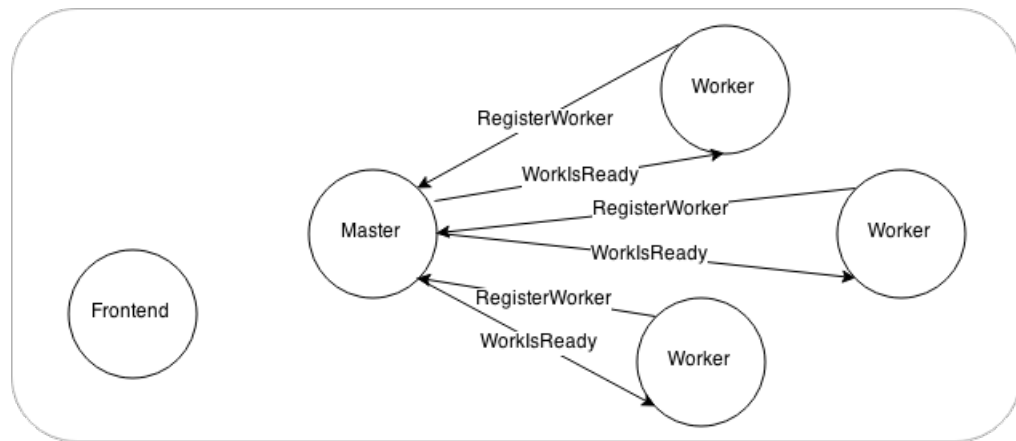 Worker
RegisterWorker
WorkIsReady
RegisterWorker
Master
Worker
WorkIsReady
RegisterWorker
Frontend
WorkIsReady
Worker